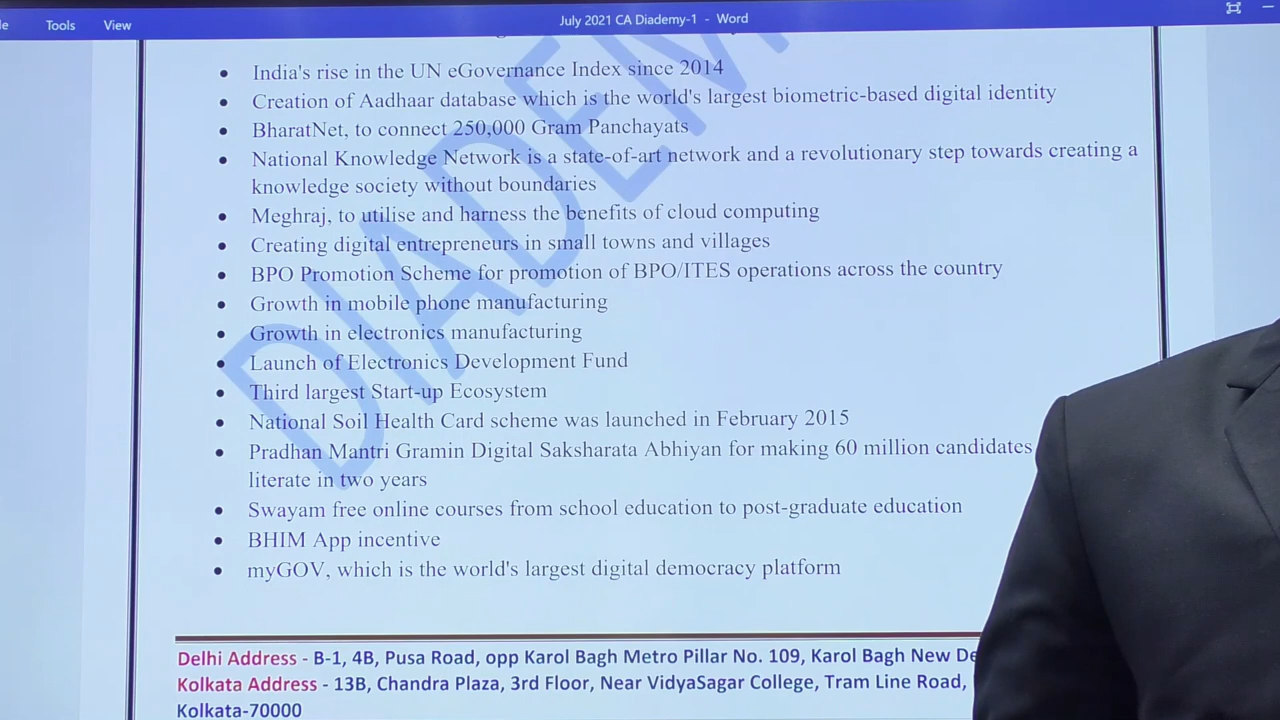 Tools View July 2021 CA Diademy-1 - Word
• India's rise in the UN eGovernance Index since 2014
• Creation of Aadhaar database which is the world's largest biometric-based digital identity
• BharatNet, to connect 250,000 Gram Panchayats
• National Knowledge Network is a state-of-art network and a revolutionary step towards creating a
knowledge society without boundaries
• Meghraj, to utilise and harness the benefits of cloud computing
• Creating digital entrepreneurs in small towns and villages
• BPO Promotion Scheme for promotion of BPO/ITES operations across the country
• Growth in mobile phone manufacturing
• Growth in electronics manufacturing
• Launch of Electronics Development Fund
• Third largest Start-up Ecosystem
• National Soil Health Card scheme was launched in February 2015
• Pradhan Mantri Gramin Digital Saksharata Abhiyan for making 60 million candidates
literate in two years
• Swayam free online courses from school education to post-graduate education
• BHIM App incentive
• myGOV, which is the world's largest digital democracy platform
Delhi Address - B-1, 4B, Pusa Road, opp Karol Bagh Metro Pillar No. 109, Karol Bagh New
Kolkata Address - 13B, Chandra Plaza, 3rd Floor, Near VidyaSagar College, Tram Line Road,
Kolkata-70000
DIADEM